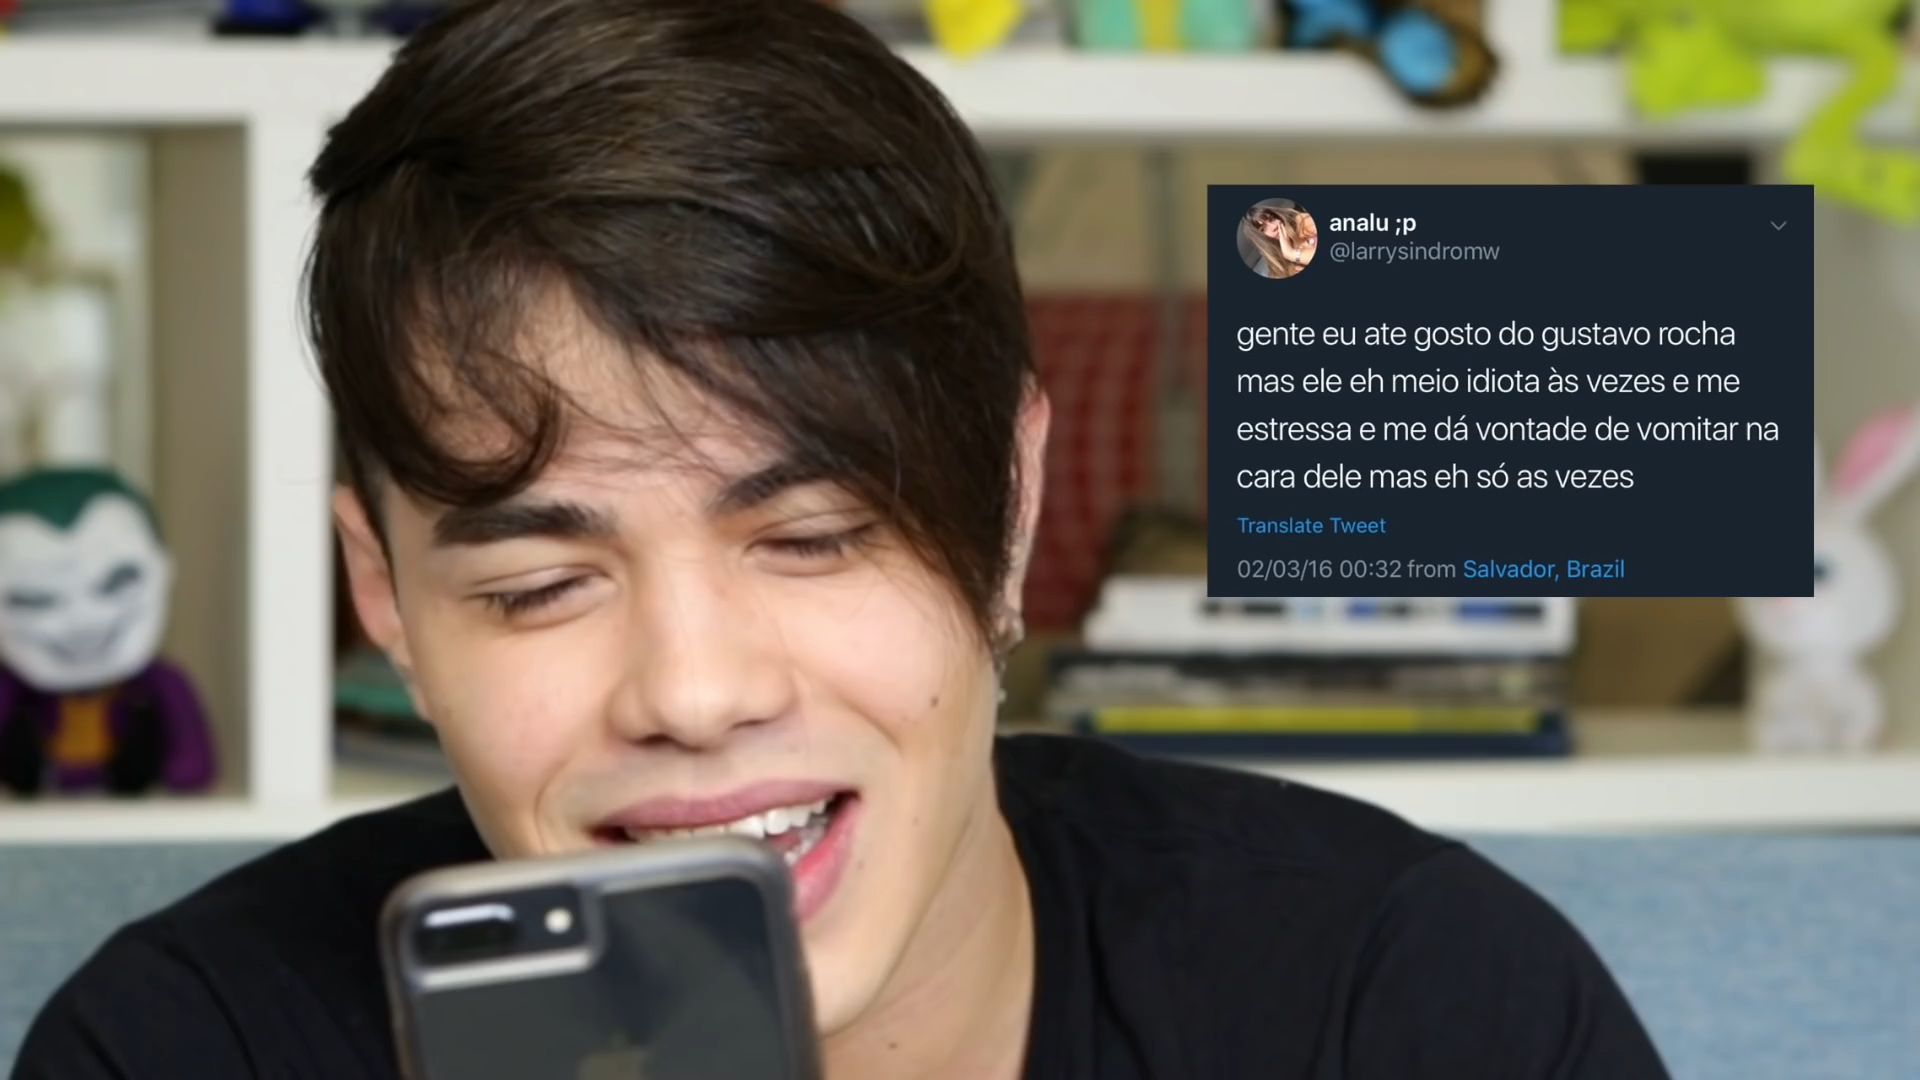 analu ;p
@larrysindromw
gente eu ate gosto do gustavo rocha
mas ele eh meio idiota às vezes e me
estressa e me dá vontade de vomitar na
cara dele mas eh só as vezes
Translate Tweet
02/03/16 00:32 from Salvador, Brazil